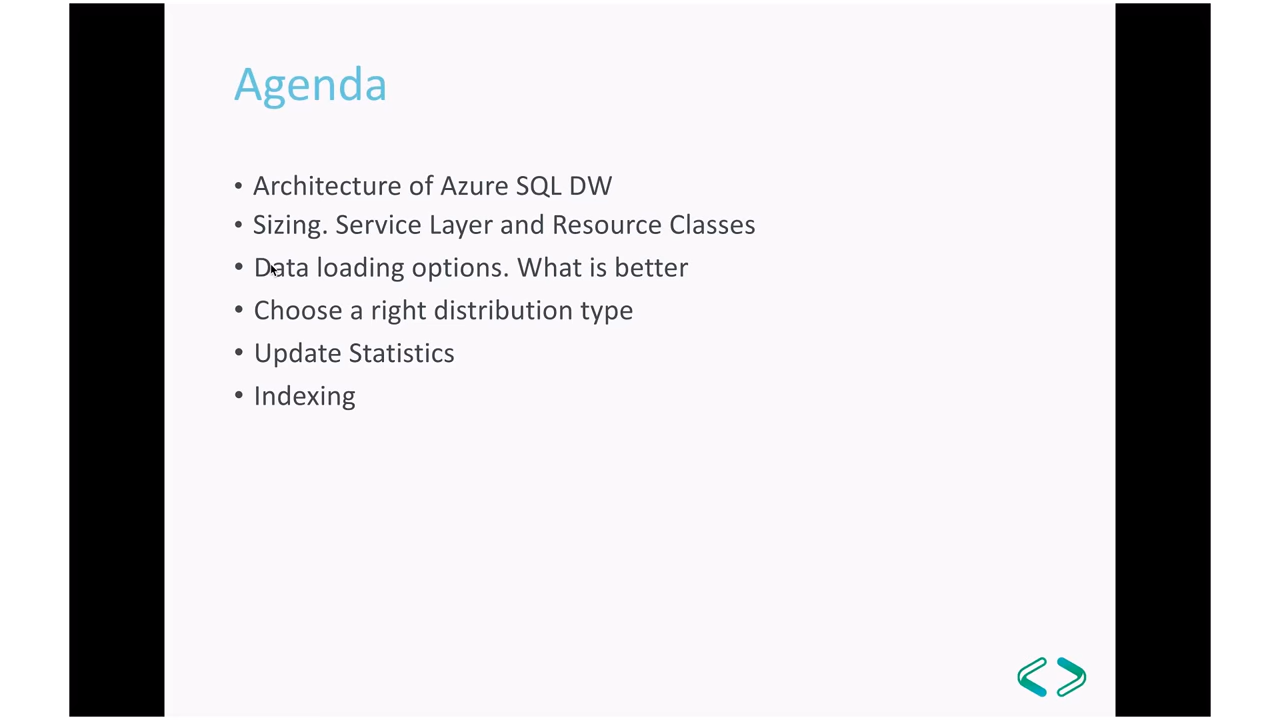 Agenda
• Architecture of Azure SQL DW
• Sizing. Service Layer and Resource Classes
• Data loading options. What is better
• Choose a right distribution type
• Update Statistics
• Indexing